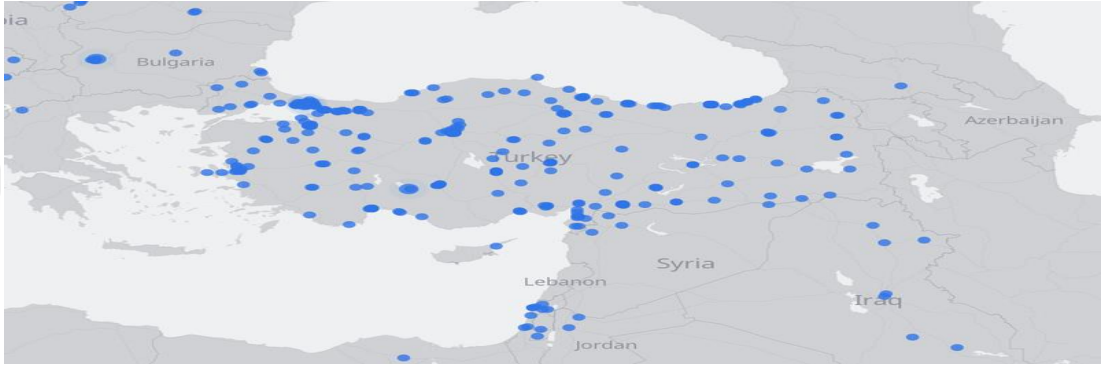 ia
Bulgaria
Azerbaijan
Turkey
Syria
Lebanon
Iraq
Jordan